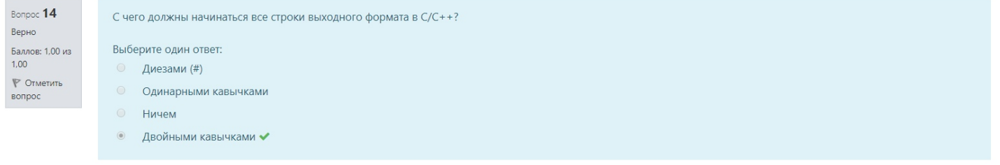 Вопрос 14
Верно
Баллов: 1,00 из
1,00
Отметить
вопрос
С чего должны начинаться все строки выходного формата в C/C++?
Выберите один ответ:
Диезами (#)
Одинарными кавычками
Ничем
Двойными кавычками